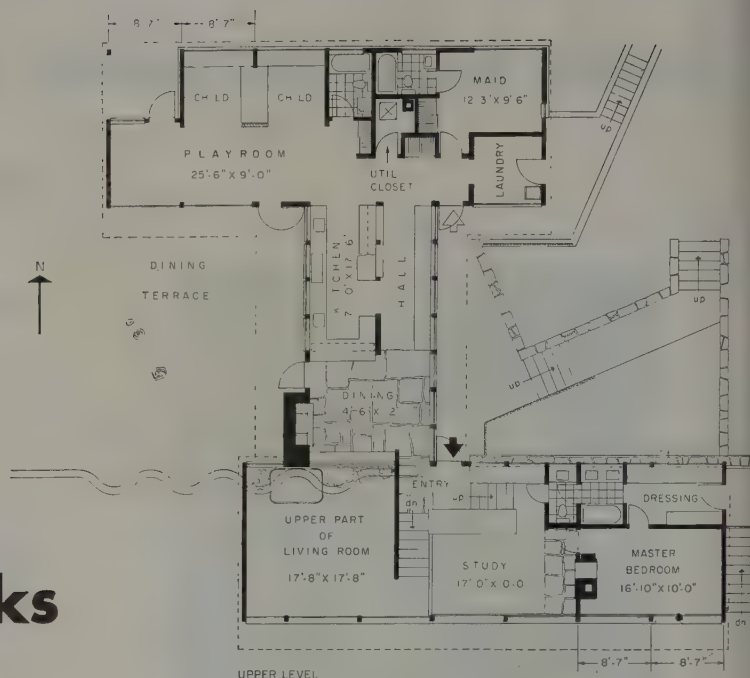 8'-7" 8'-7"
CHILD CHILD
MAID
12'3"X9'6"
PLAYROOM
25'-6"X9'-0"
UTIL
CLOSET
LAUNDRY
up
N
DINING
TERRACE
KITCHEN
HALL
up
up
DINING
ENTRY
up
dn
DRESSING
UPPER PART
OF
LIVING ROOM
17'-8"X17'-8"
STUDY
MASTER
BEDROOM
16'-10"X10'-0"
dn
ks
8'-7" 8'-7"
UPPER LEVEL